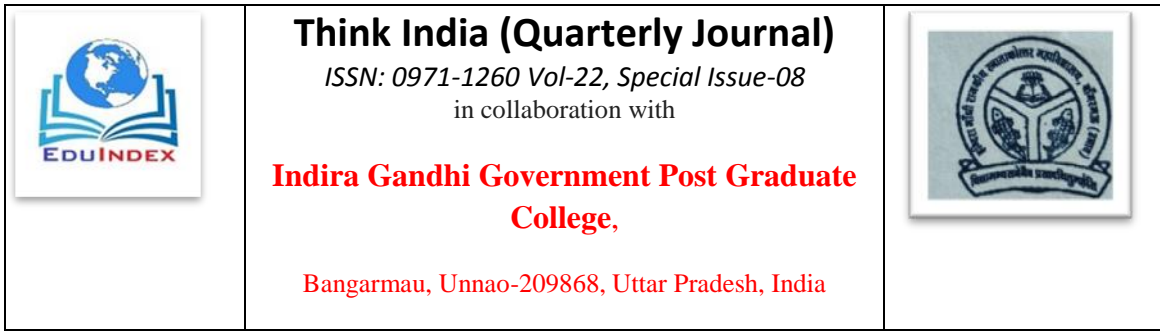 EDUINDEX
Think India (Quarterly Journal)
ISSN: 0971-1260 Vol-22, Special Issue-08
in collaboration with
Indira Gandhi Government Post Graduate
College,
Bangarmau, Unnao-209868, Uttar Pradesh, India